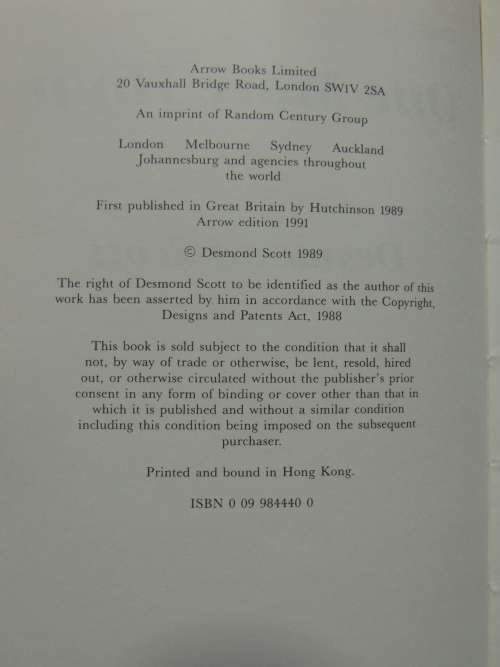 Arrow Books Limited
20 Vauxhall Bridge Road, London SW1V 2SA
An imprint of Random Century Group
London Melbourne Sydney Auckland
Johannesburg and agencies throughout
the world
First published in Great Britain by Hutchinson 1989
Arrow edition 1991
© Desmond Scott 1989
The right of Desmond Scott to be identified as the author of this
work has been asserted by him in accordance with the Copyright,
Designs and Patents Act, 1988
This book is sold subject to the condition that it shall
not, by way of trade or otherwise, be lent, resold, hired
out, or otherwise circulated without the publisher's prior
consent in any form of binding or cover other than that in
which it is published and without a similar condition
including this condition being imposed on the subsequent
purchaser.
Printed and bound in Hong Kong.
ISBN 0 09 984440 0